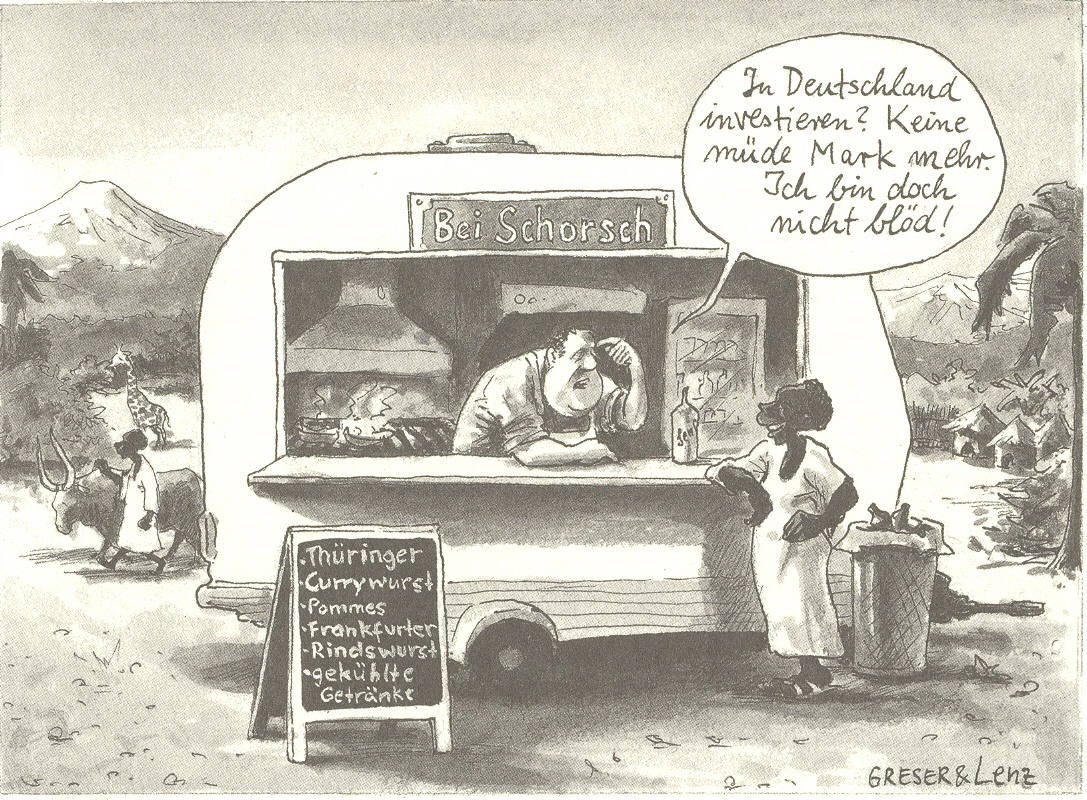 In Deutschland
investieren? Keine
müde Mark mehr.
Ich bin doch
nicht blöd!
Bei Schorsch
·Thüringer
·Currywurst
·Pommes
·Frankfurter
·Rindswurst
·gekühlte
Getränke
GRESER & Lenz